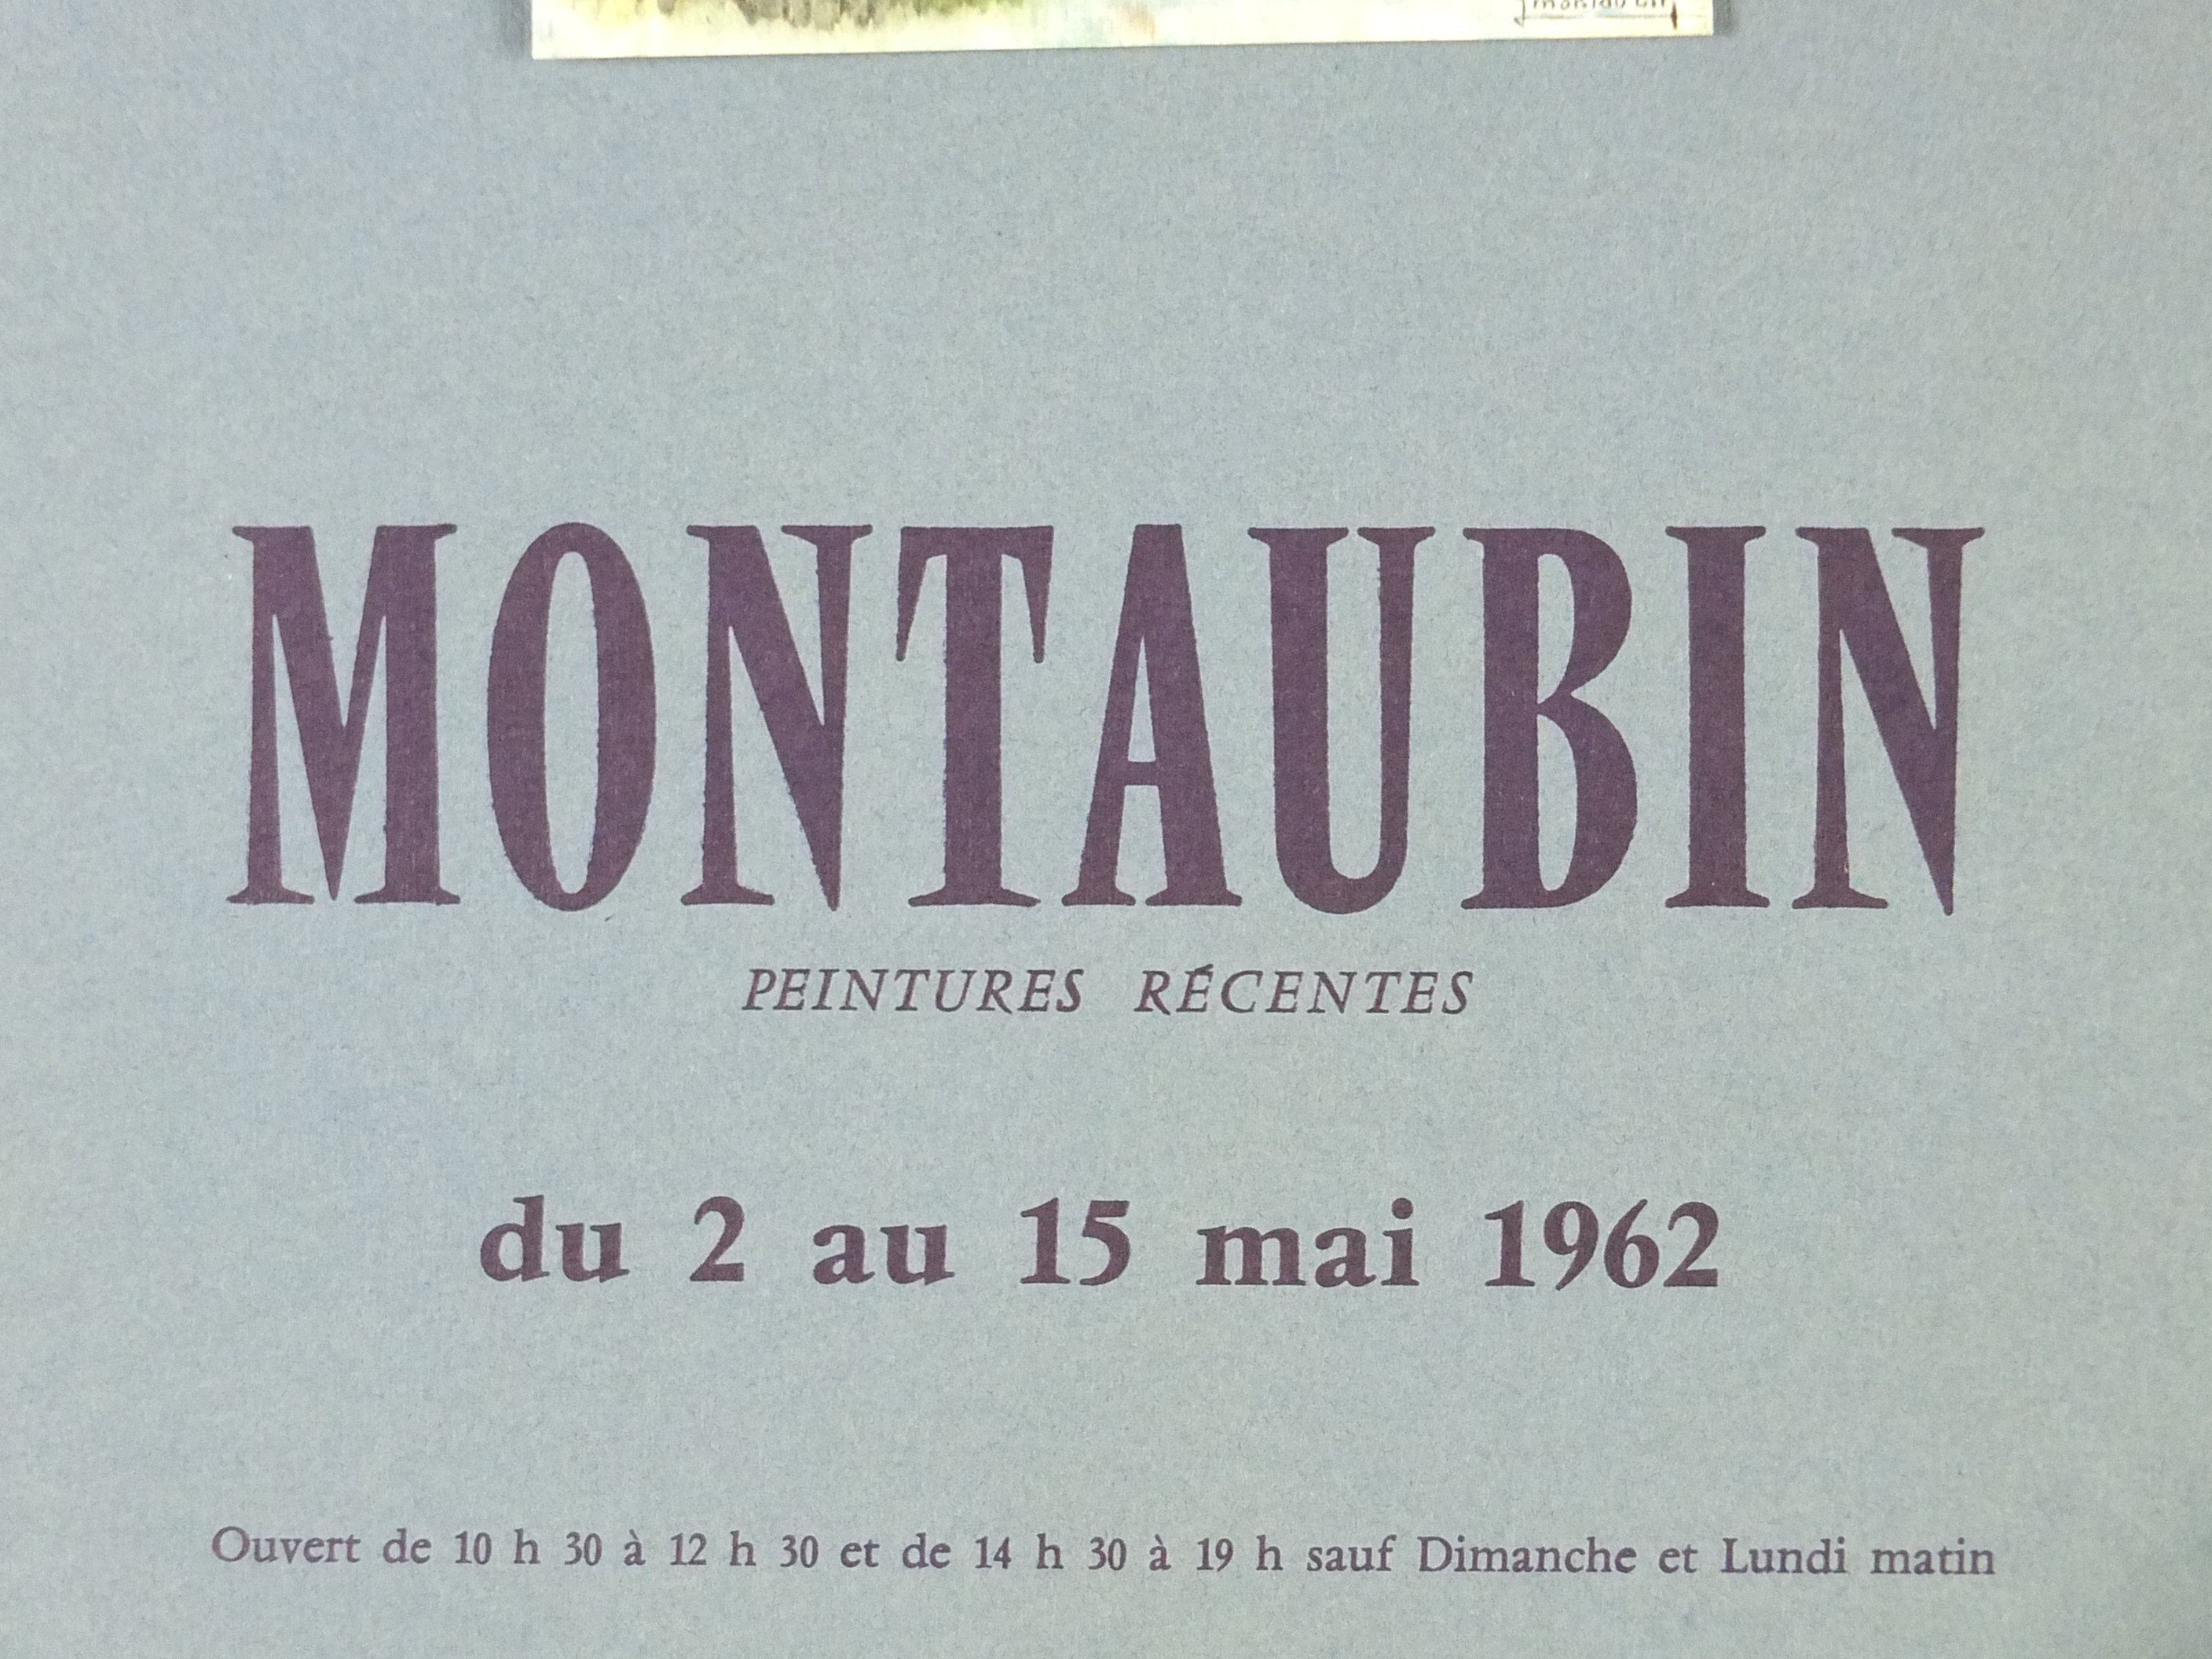 MONTAUBIN
PEINTURES RÉCENTES
du 2 au 15 mai 1962
Ouvert de 10 h 30 à 12 h 30 et de 14 h 30 à 19 h sauf Dimanche et Lundi matin